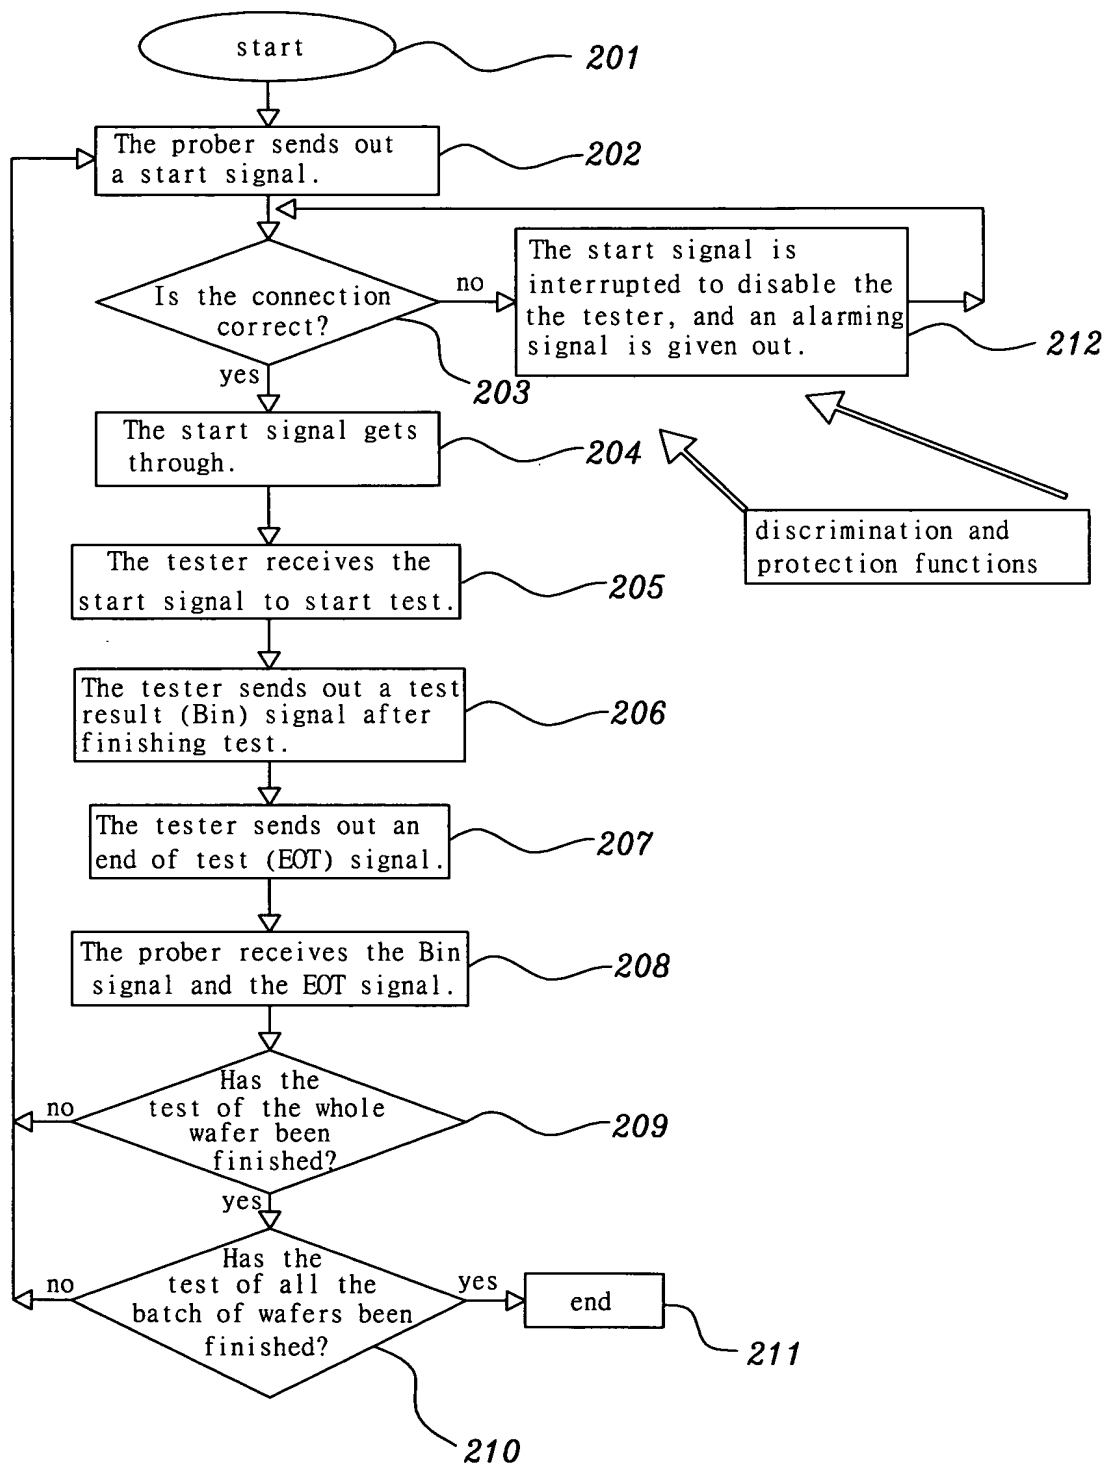 start
201
The prober sends out
a start signal.
202
Is the connection
correct?
203
no
The start signal is
interrupted to disable the
the tester, and an alarming
signal is given out.
212
yes
The start signal gets
through.
204
discrimination and
protection functions
The tester receives the
start signal to start test.
205
The tester sends out a test
result (Bin) signal after
finishing test.
206
The tester sends out an
end of test (EOT) signal.
207
The prober receives the Bin
signal and the EOT signal.
208
Has the
test of the whole
wafer been
finished?
209
no
yes
Has the
test of all the
batch of wafers been
finished?
210
no
yes
end
211